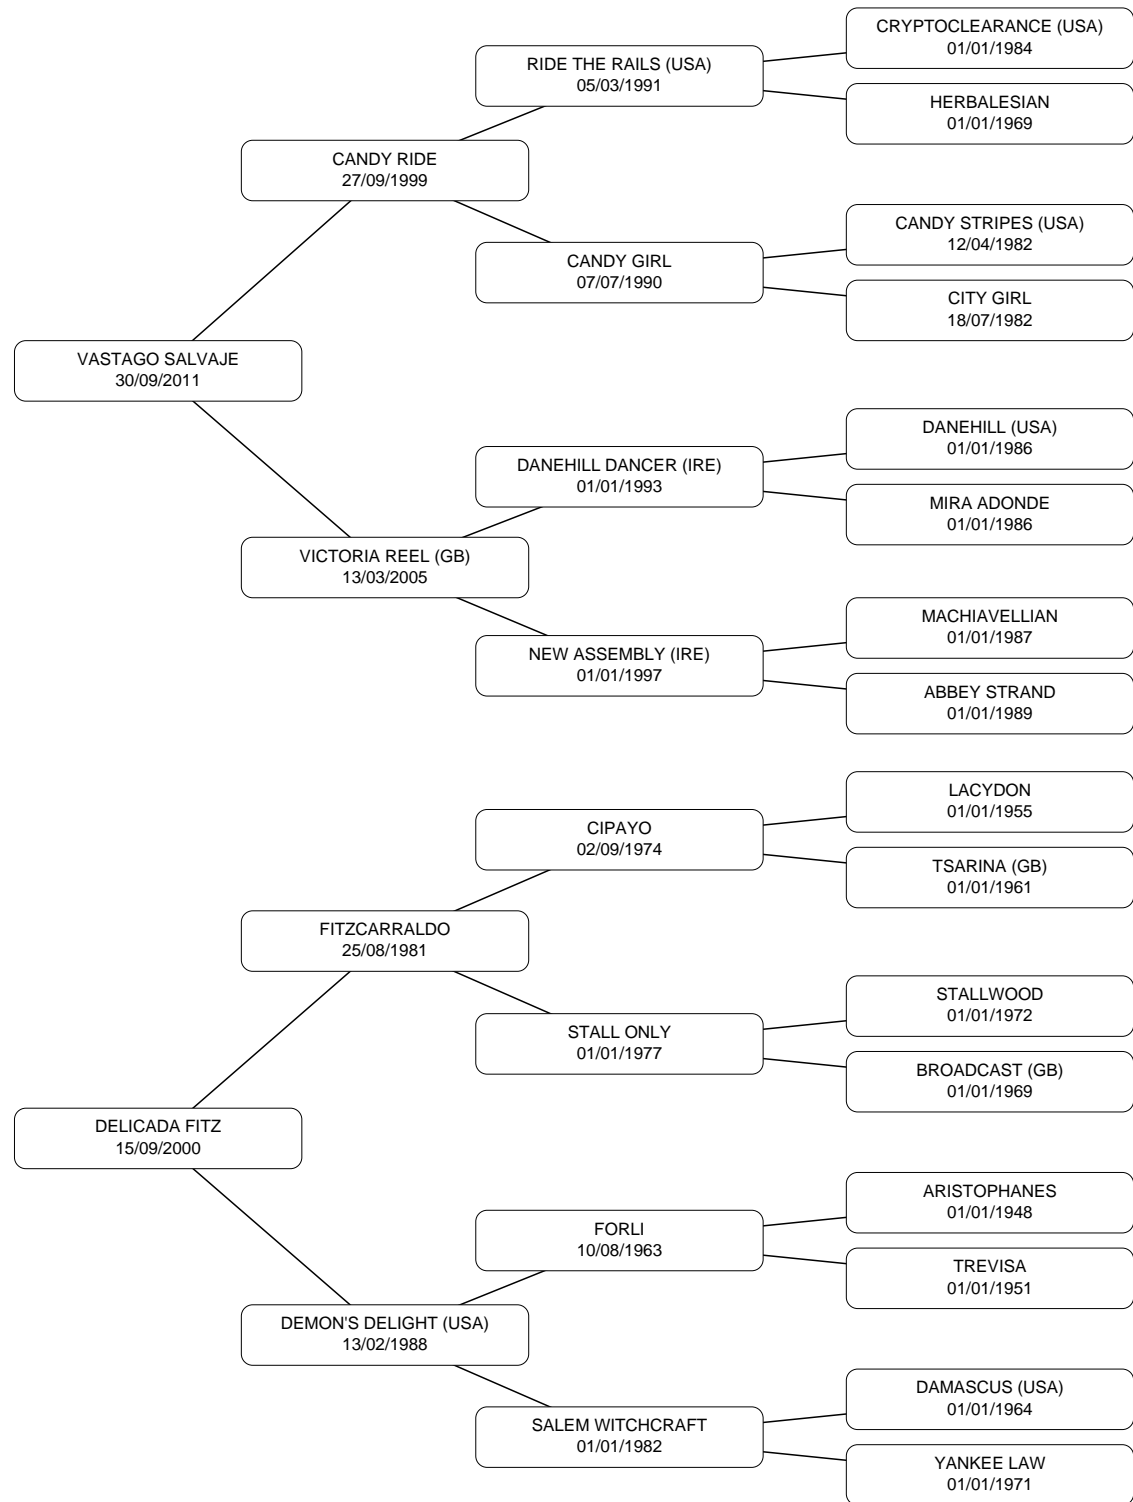 CRYPTOCLEARANCE (USA)
01/01/1984
RIDE THE RAILS (USA)
05/03/1991
HERBALESIAN
01/01/1969
CANDY RIDE
27/09/1999
CANDY STRIPES (USA)
12/04/1982
CANDY GIRL
07/07/1990
CITY GIRL
18/07/1982
VASTAGO SALVAJE
30/09/2011
DANEHILL (USA)
01/01/1986
DANEHILL DANCER (IRE)
01/01/1993
MIRA ADONDE
01/01/1986
VICTORIA REEL (GB)
13/03/2005
MACHIAVELLIAN
01/01/1987
NEW ASSEMBLY (IRE)
01/01/1997
ABBEY STRAND
01/01/1989
LACYDON
01/01/1955
CIPAYO
02/09/1974
TSARINA (GB)
01/01/1961
FITZCARRALDO
25/08/1981
STALLWOOD
01/01/1972
STALL ONLY
01/01/1977
BROADCAST (GB)
01/01/1969
DELICADA FITZ
15/09/2000
ARISTOPHANES
01/01/1948
FORLI
10/08/1963
TREVISA
01/01/1951
DEMON'S DELIGHT (USA)
13/02/1988
DAMASCUS (USA)
01/01/1964
SALEM WITCHCRAFT
01/01/1982
YANKEE LAW
01/01/1971